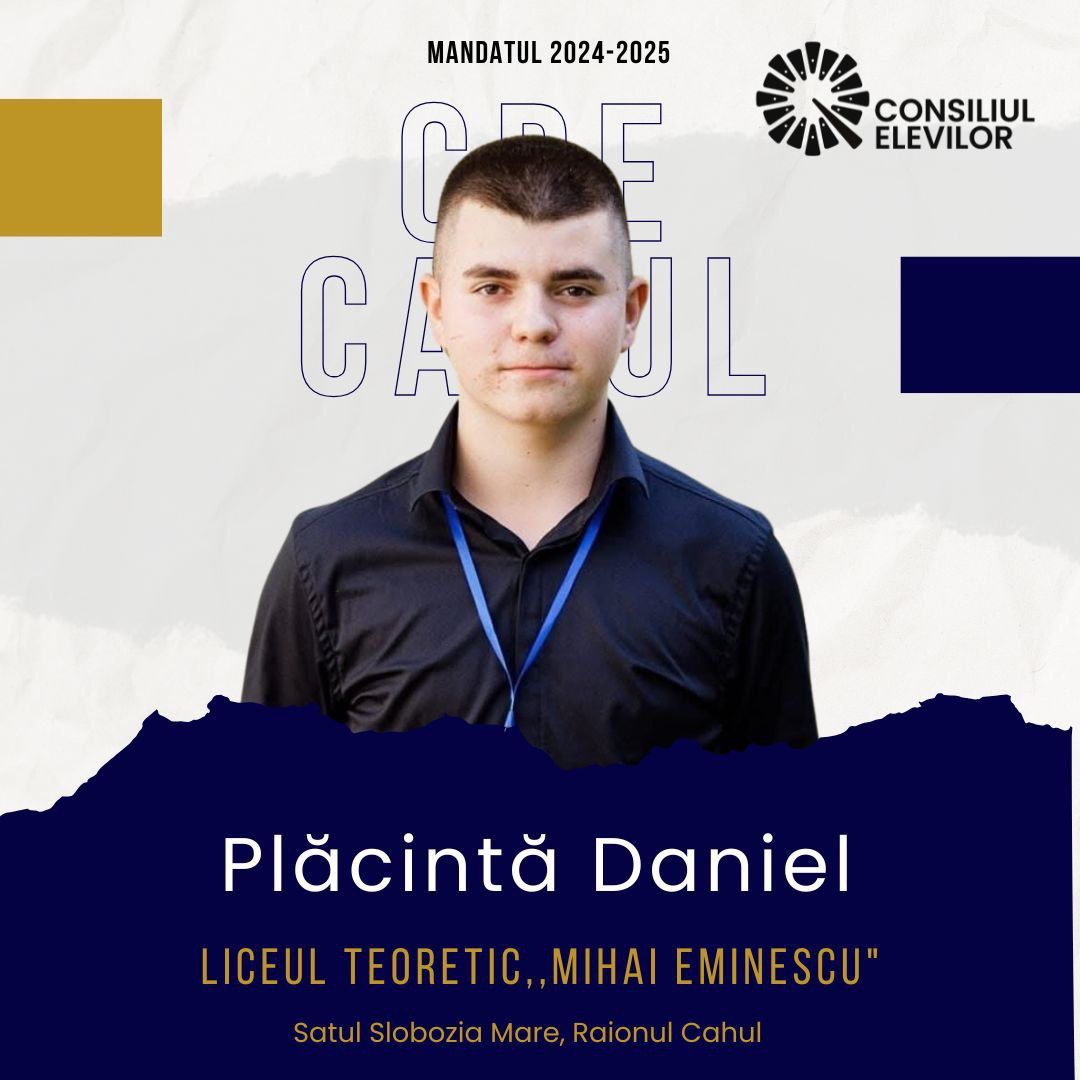 MANDATUL 2024-2025
CONSILIUL
ELEVILOR
Plăcintă Daniel
LICEUL TEORETIC,,MIHAI EMINESCU"
Satul Slobozia Mare, Raionul Cahul